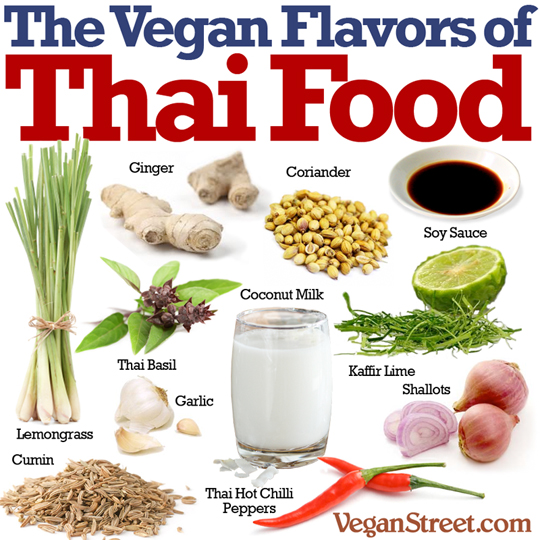 The Vegan Flavors of
Thai Food
Ginger
Coriander
Soy Sauce
Coconut Milk
Thai Basil
Kaffir Lime
Garlic
Shallots
Lemongrass
Cumin
Thai Hot Chilli
Peppers
VeganStreet.com